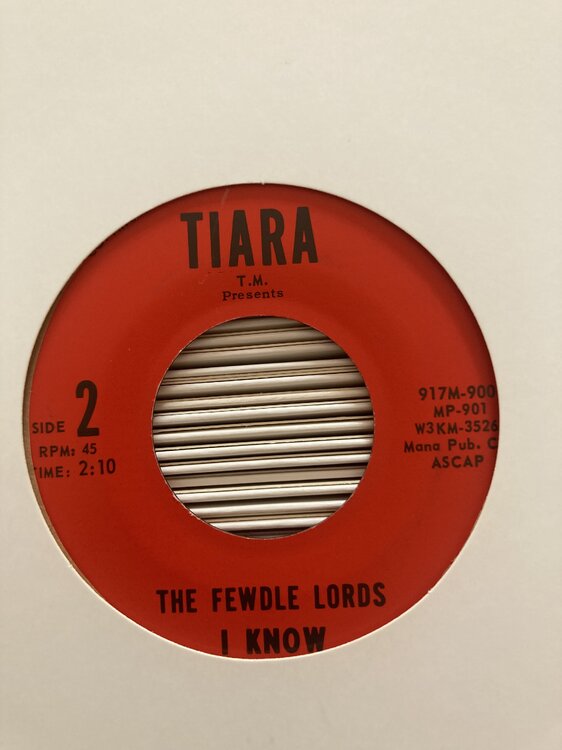 TIARA
T.M.
Presents
SIDE 2
RPM: 45
TIME: 2:10
917M-900
MP-901
W3KM-3526
Mana Pub. C
ASCAP
THE FEWDLE LORDS
I KNOW